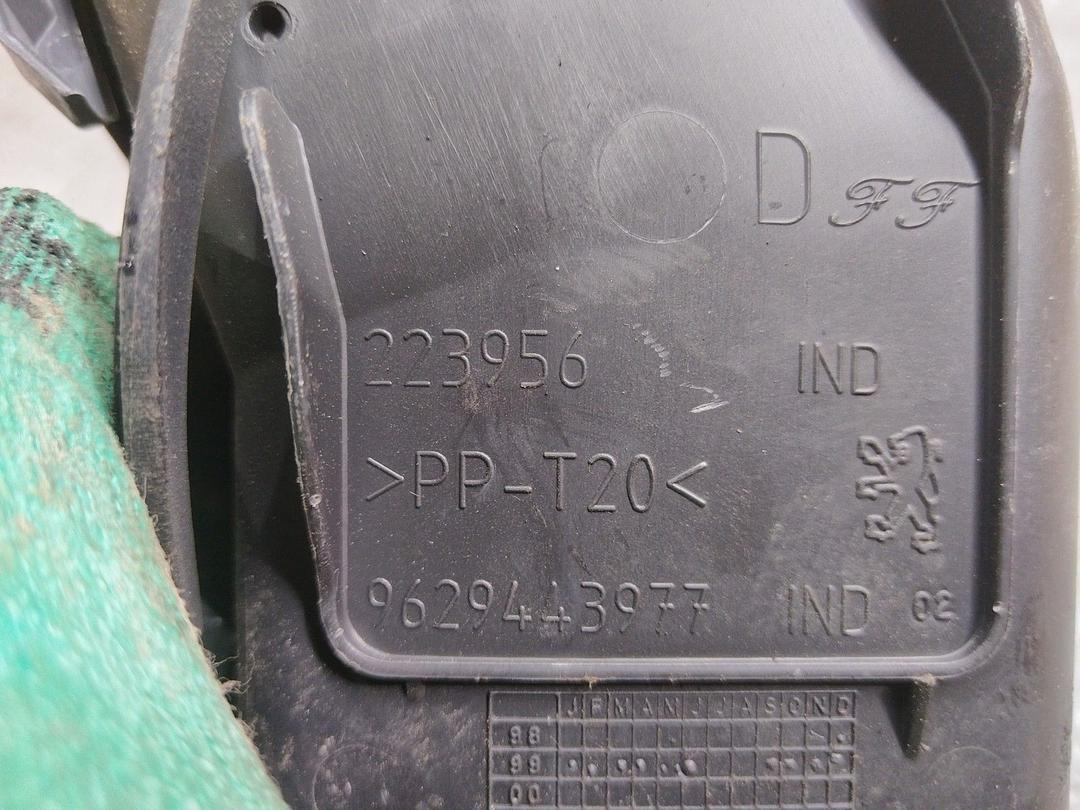 D FF
223956 IND
>PP-T20<
9629443977 IND 02
J F M A M J J A S O N D
98
99
00